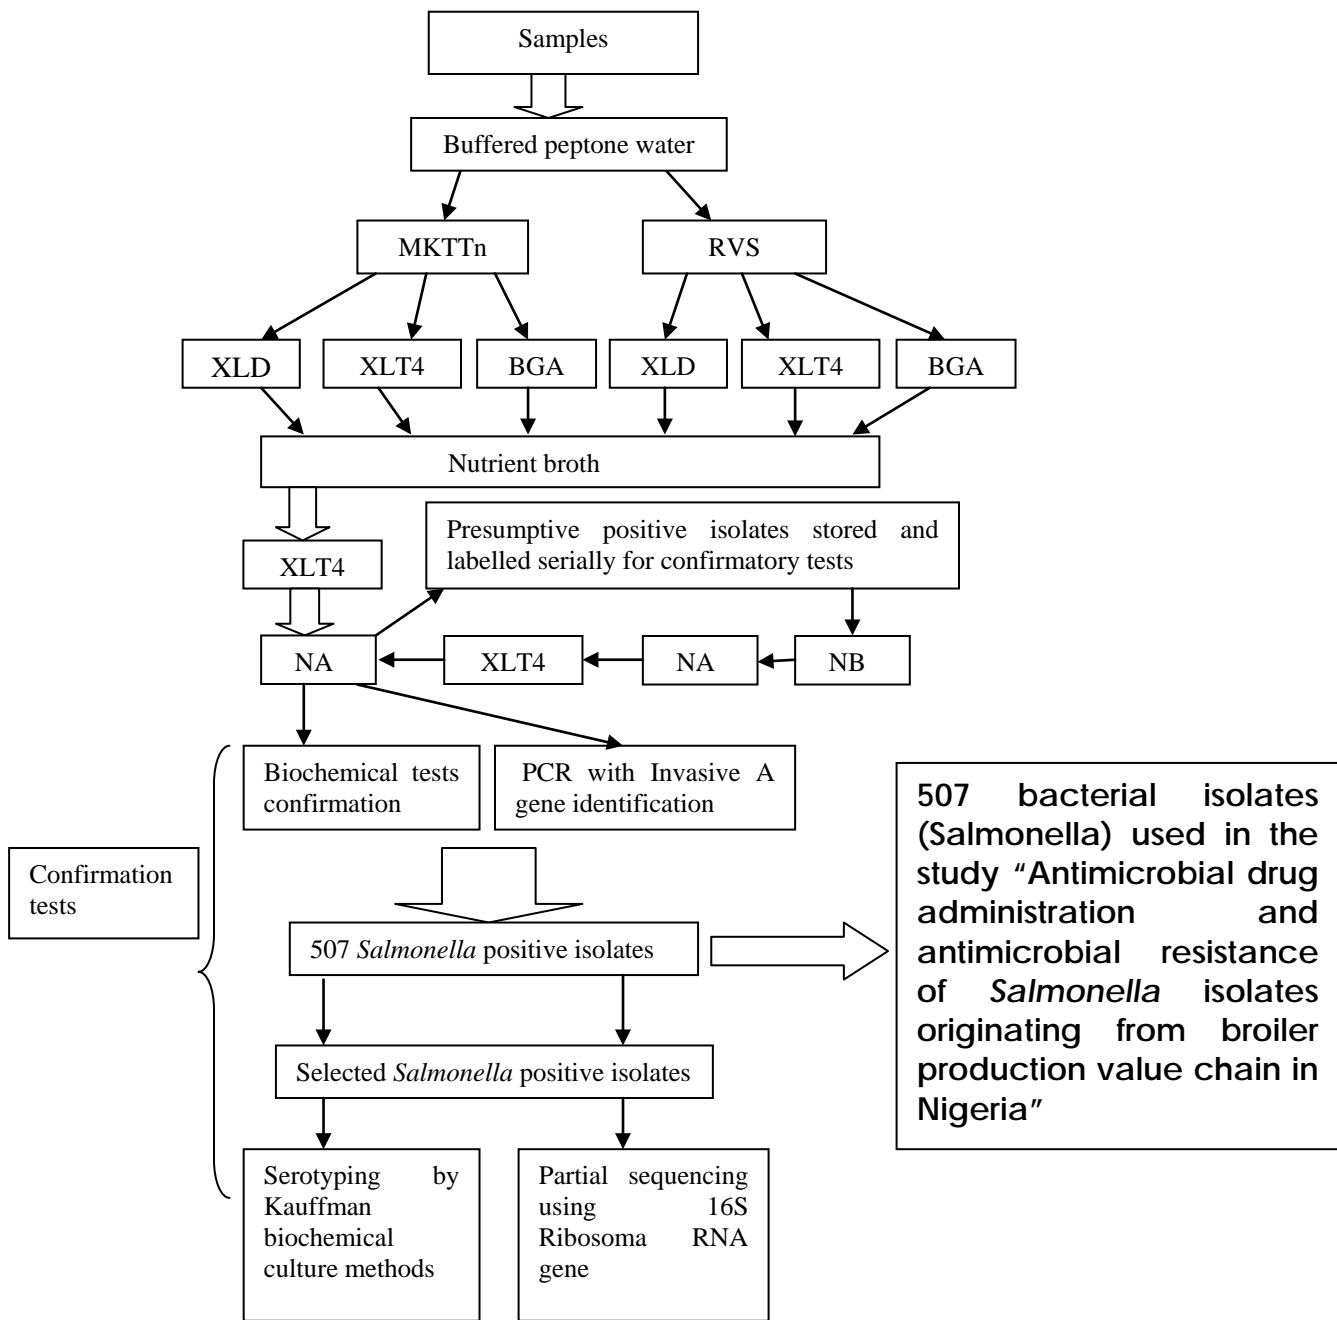 Samples
Buffered peptone water
MKTTn
RVS
XLD
XLT4
BGA
XLD
XLT4
BGA
Nutrient broth
Presumptive positive isolates stored and
labelled serially for confirmatory tests
XLT4
NA
XLT4
NA
NB
Biochemical tests
confirmation
PCR with Invasive A
gene identification
Confirmation
tests
507 Salmonella positive isolates
507 bacterial isolates
(Salmonella) used in the
study “Antimicrobial drug
administration and
antimicrobial resistance
of Salmonella isolates
originating from broiler
production value chain in
Nigeria”
Selected Salmonella positive isolates
Serotyping by
Kauffman
biochemical
culture methods
Partial sequencing
using 16S
Ribosoma RNA
gene